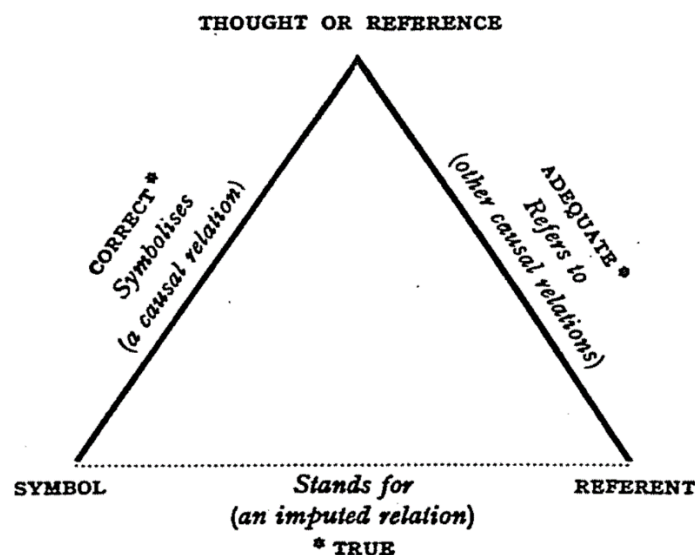 THOUGHT OR REFERENCE
CORRECT*
Symbolises
(a causal relation)
ADEQUATE*
Refers to
(other causal relations)
SYMBOL
Stands for
(an imputed relation)
* TRUE
REFERENT